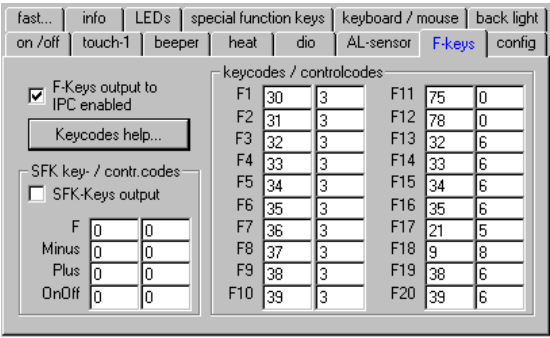 fast... info LEDs special function keys keyboard / mouse back light
on /off touch-1 beeper heat dio AL-sensor F-keys config
F-Keys output to
IPC enabled
Keycodes help...
SFK key- / contr.codes
SFK-Keys output
F 0 0
Minus 0 0
Plus 0 0
OnOff 0 0
keycodes / controlcodes
F1 30 3 F11 75 0
F2 31 3 F12 78 0
F3 32 3 F13 32 6
F4 33 3 F14 33 6
F5 34 3 F15 34 6
F6 35 3 F16 35 6
F7 36 3 F17 21 5
F8 37 3 F18 9 8
F9 38 3 F19 38 6
F10 39 3 F20 39 6